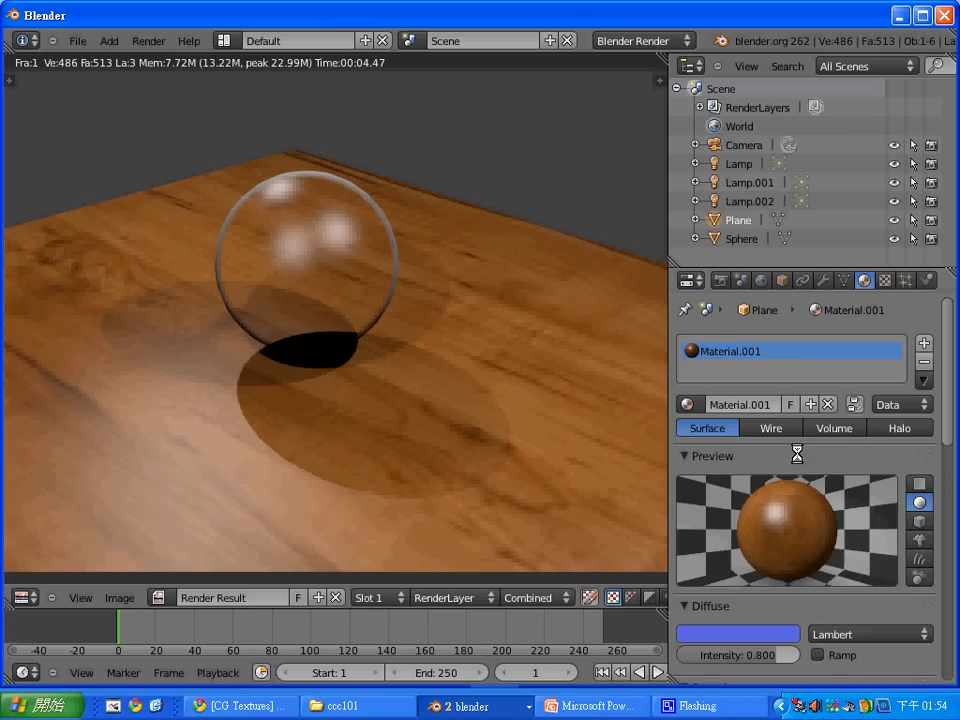 Blender
File Add Render Help Default Scene Blender Render blender.org 262 | Ve:486 | Fa:513 | Ob:1-6 | La
Fra:1 Ve:486 Fa:513 La:3 Mem:7.72M (13.22M, peak 22.99M) Time:00:04.47
View Search All Scenes
Scene
RenderLayers |
World
Camera |
Lamp |
Lamp.001 |
Lamp.002 |
Plane |
Sphere |
Plane Material.001
Material.001
Material.001 F Data
Surface Wire Volume Halo
Preview
Diffuse
Lambert
Intensity: 0.800 Ramp
View Image Render Result F Slot 1 RenderLayer Combined
-40 -20 0 20 40 60 80 100 120 140 160 180 200 220 240 260
View Marker Frame Playback Start: 1 End: 250 1
開始 [CG Textures] ... ccc101 2 blender Microsoft Pow... Flashing 下午 01:54